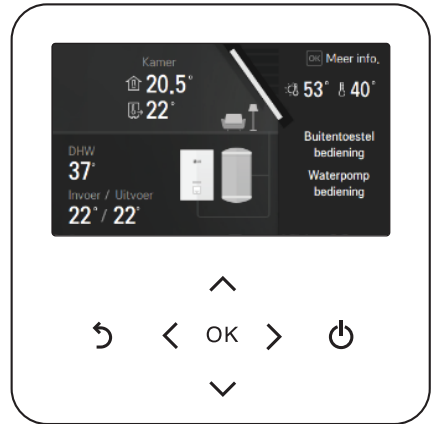 Kamer
20.5°
22°
OK Meer info.
53° 40°
Buitentoestel
bediening
Waterpomp
bediening
DHW
37°
Invoer / Uitvoer
22° / 22°
OK